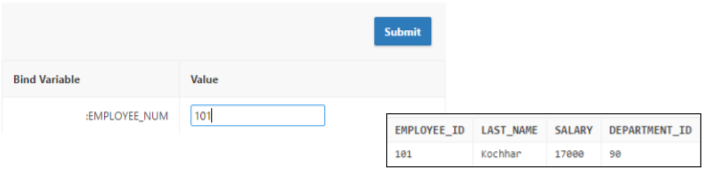 Submit
Bind Variable Value
:EMPLOYEE_NUM 101
EMPLOYEE_ID LAST_NAME SALARY DEPARTMENT_ID
101 Kochhar 17000 90